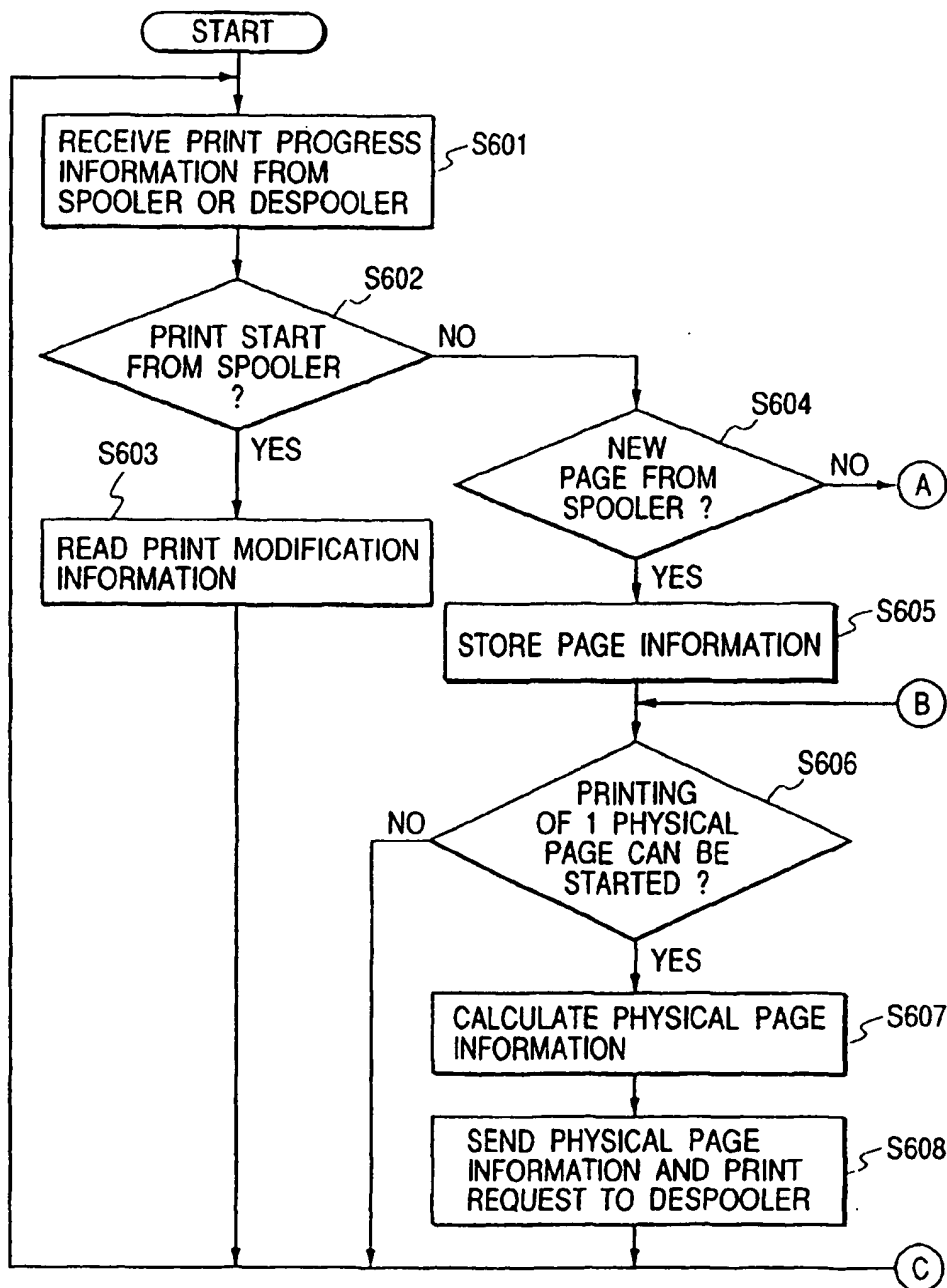 START
RECEIVE PRINT PROGRESS
INFORMATION FROM
SPOOLER OR DESPOOLER
S601
S602
PRINT START
FROM SPOOLER
?
NO
YES
S603
READ PRINT MODIFICATION
INFORMATION
S604
NEW
PAGE FROM
SPOOLER ?
NO
A
YES
S605
STORE PAGE INFORMATION
B
S606
PRINTING
OF 1 PHYSICAL
PAGE CAN BE
STARTED ?
NO
YES
CALCULATE PHYSICAL PAGE
INFORMATION
S607
SEND PHYSICAL PAGE
INFORMATION AND PRINT
REQUEST TO DESPOOLER
S608
C